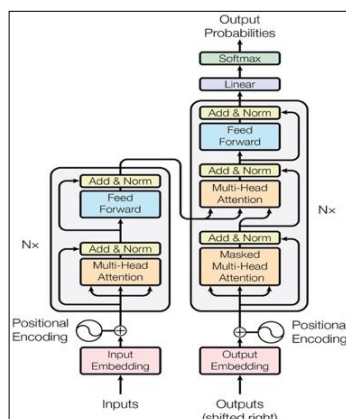 Output
Probabilities
Softmax
Linear
Add & Norm
Feed
Forward
Add & Norm
Multi-Head
Attention
Add & Norm
Masked
Multi-Head
Attention
Nx
Add & Norm
Feed
Forward
Add & Norm
Multi-Head
Attention
Nx
Positional
Encoding
Input
Embedding
Inputs
Positional
Encoding
Output
Embedding
Outputs
(shifted right)